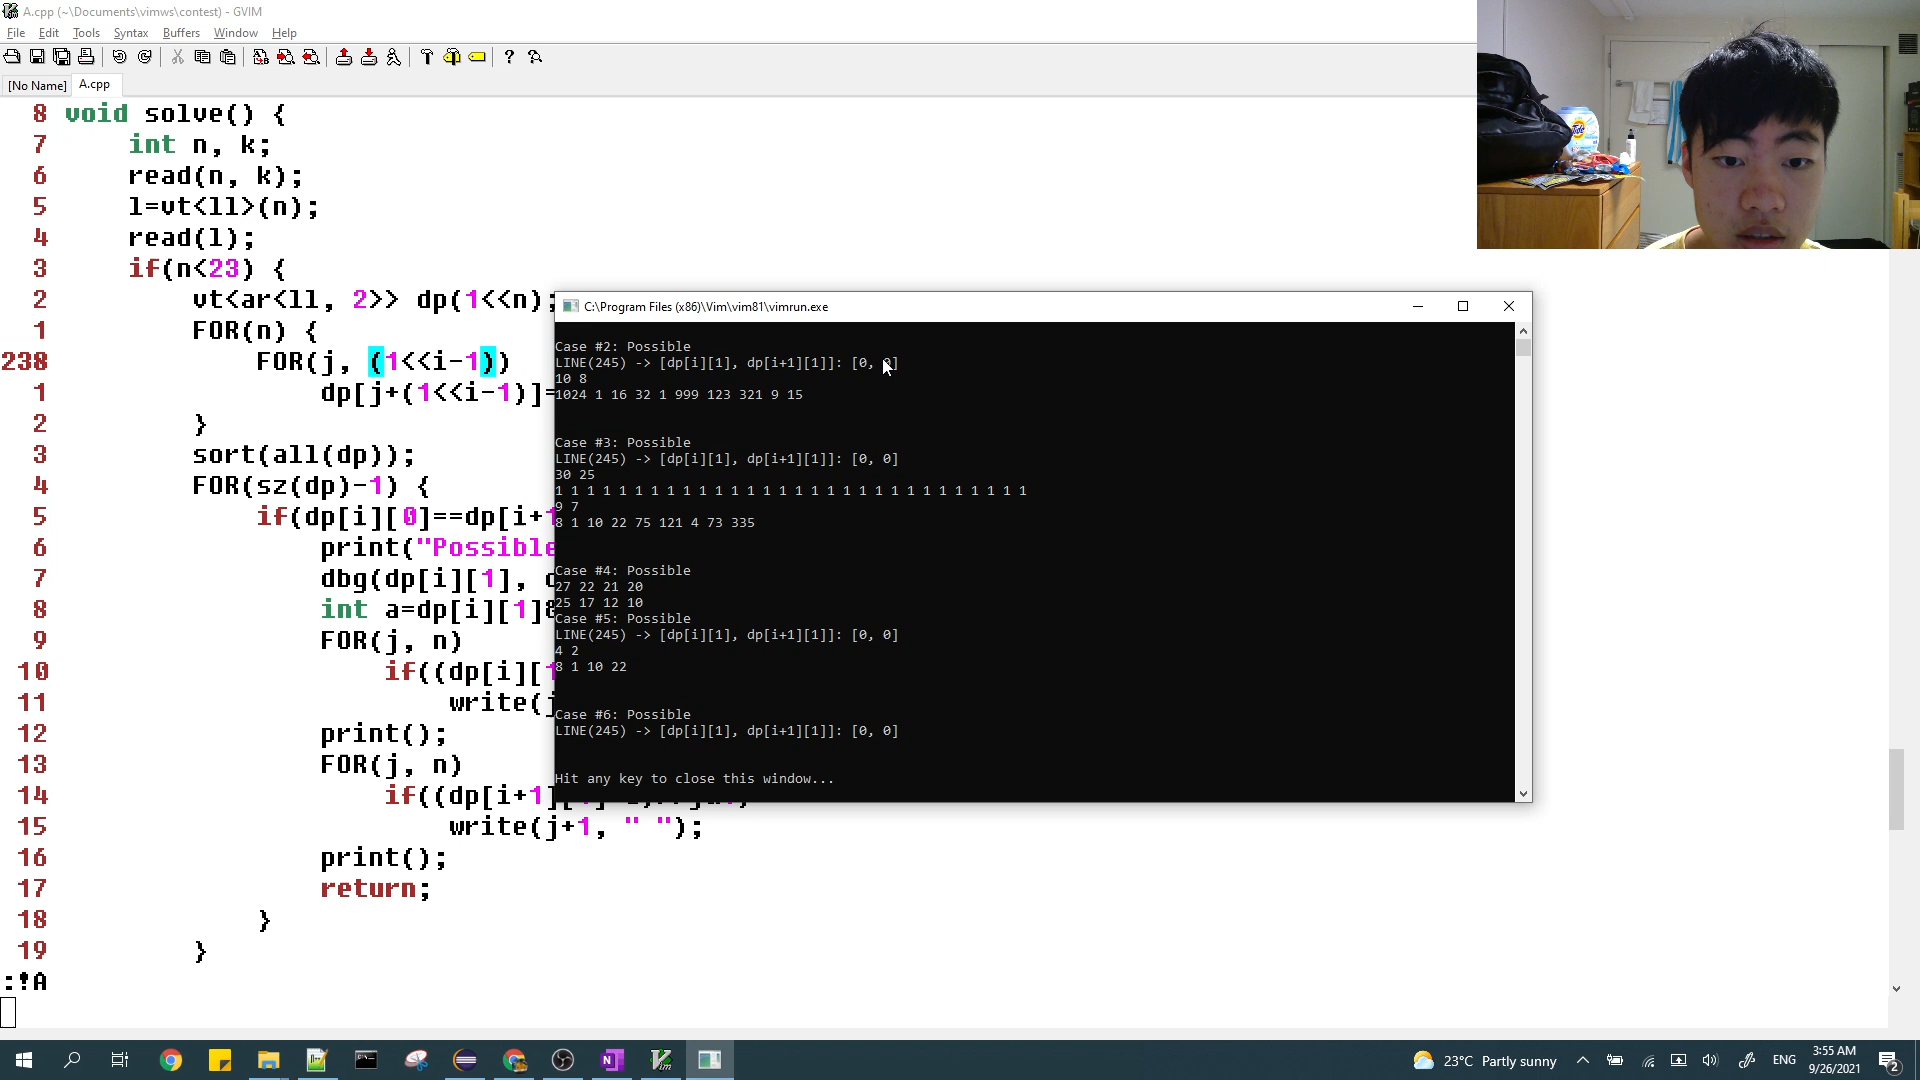 A.cpp (~\Documents\vimws\contest) - GVIM
File Edit Tools Syntax Buffers Window Help
[No Name] A.cpp
8 void solve() {
7 int n, k;
6 read(n, k);
5 l=vt<ll>(n);
4 read(l);
3 if(n<23) {
2 vt<ar<ll, 2>> dp(1<<n);
1 FOR(n) {
238 FOR(j, (1<<i-1))
1 dp[j+(1<<i-1)]=
2 }
3 sort(all(dp));
4 FOR(sz(dp)-1) {
5 if(dp[i][0]==dp[i+1
6 print("Possible
7 dbg(dp[i][1], d
8 int a=dp[i][1]&
9 FOR(j, n)
10 if((dp[i][1
11 write(j
12 print();
13 FOR(j, n)
14 if((dp[i+1]
15 write(j+1, " ");
16 print();
17 return;
18 }
19 }
:!A
C:\Program Files (x86)\Vim\vim81\vimrun.exe
Case #2: Possible
LINE(245) -> [dp[i][1], dp[i+1][1]]: [0, 0]
10 8
1024 1 16 32 1 999 123 321 9 15
Case #3: Possible
LINE(245) -> [dp[i][1], dp[i+1][1]]: [0, 0]
30 25
1 1 1 1 1 1 1 1 1 1 1 1 1 1 1 1 1 1 1 1 1 1 1 1 1 1 1 1 1 1
9 7
8 1 10 22 75 121 4 73 335
Case #4: Possible
27 22 21 20
25 17 12 10
Case #5: Possible
LINE(245) -> [dp[i][1], dp[i+1][1]]: [0, 0]
4 2
8 1 10 22
Case #6: Possible
LINE(245) -> [dp[i][1], dp[i+1][1]]: [0, 0]
Hit any key to close this window...
Tide
23°C Partly sunny
ENG
3:55 AM
9/26/2021
2